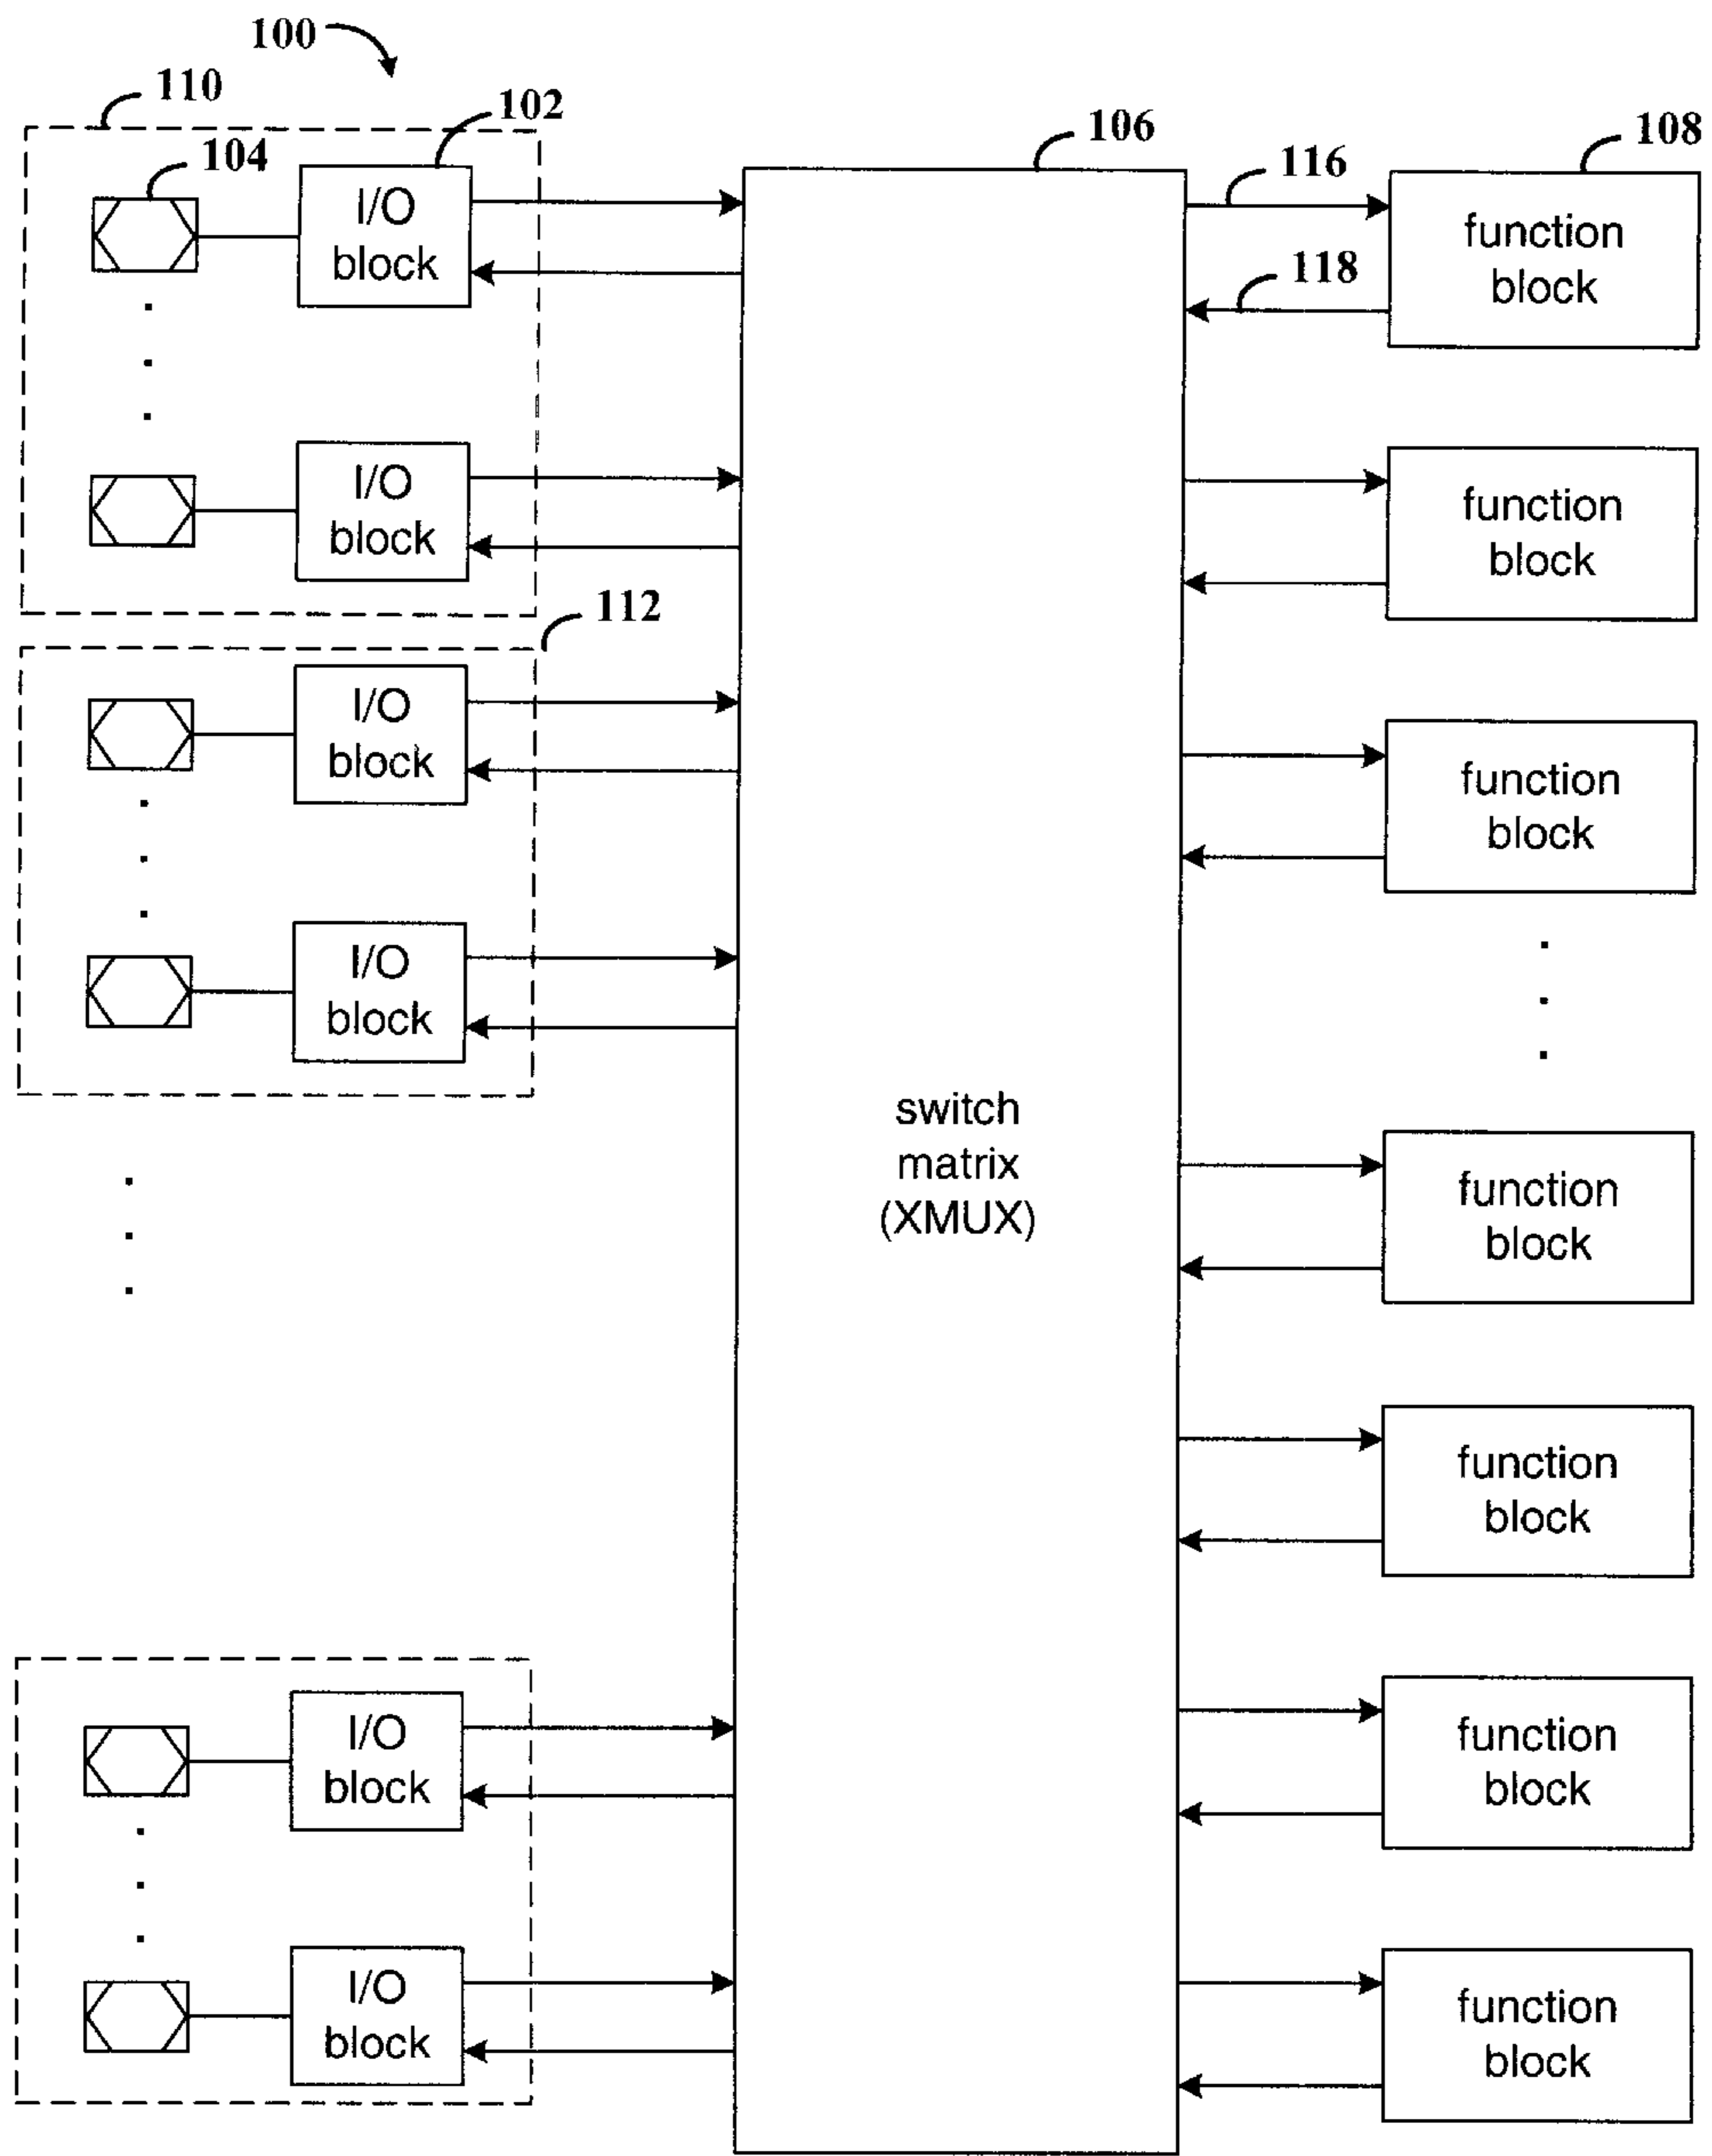 100
110
102
104
106
108
116
118
112
I/O
block
I/O
block
I/O
block
I/O
block
I/O
block
I/O
block
switch
matrix
(XMUX)
function
block
function
block
function
block
function
block
function
block
function
block
function
block